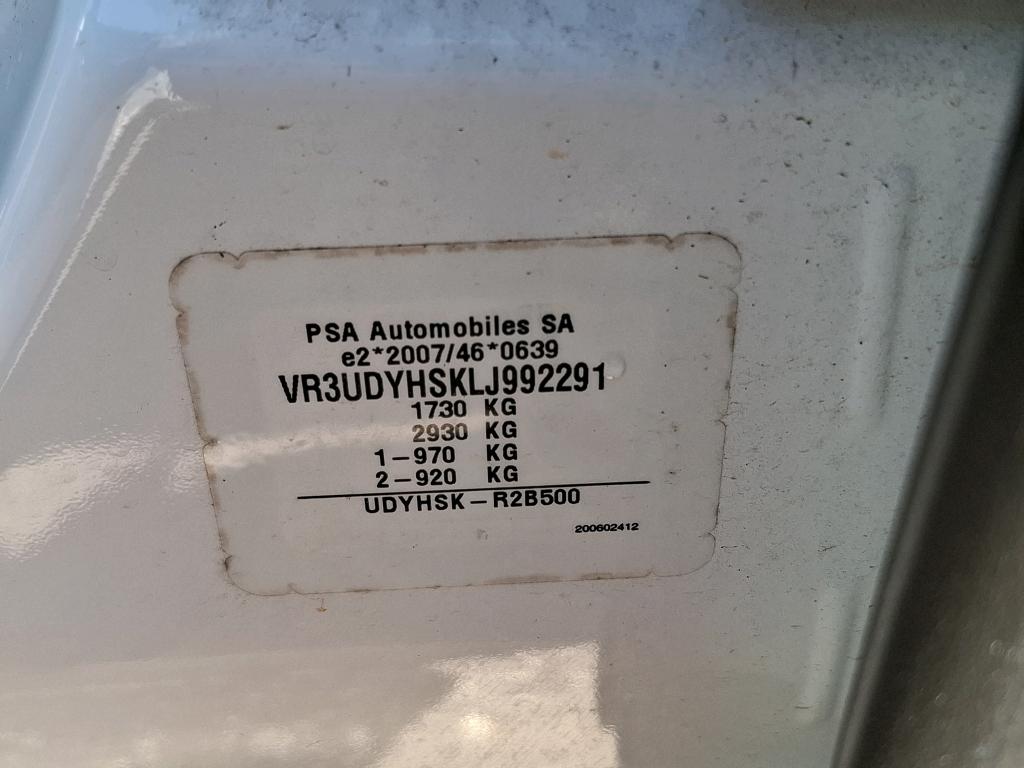 PSA Automobiles SA
e2*2007/46*0639
VR3UDYHSKLJ992291
1730 KG
2930 KG
1-970 KG
2-920 KG
UDYHSK-R2B500
200602412